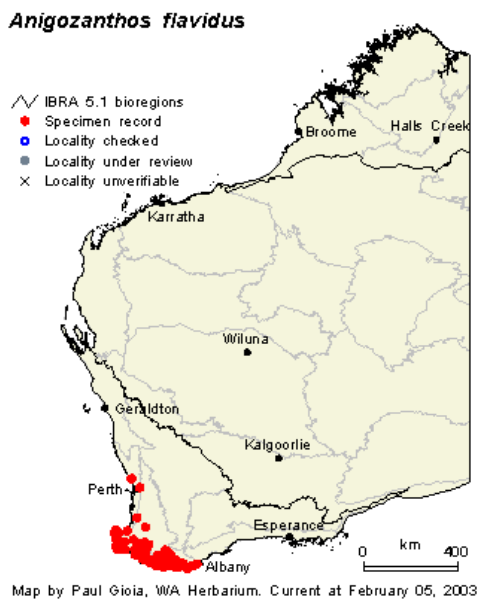 Anigozanthos flavidus
IBRA 5.1 bioregions
Specimen record
Locality checked
Locality under review
Locality unverifiable
Broome
Halls Creek
Karratha
Wiluna
Geraldton
Kalgoorlie
Perth
Esperance
Albany
km
0 400
Map by Paul Gioia, WA Herbarium. Current at February 05, 2003